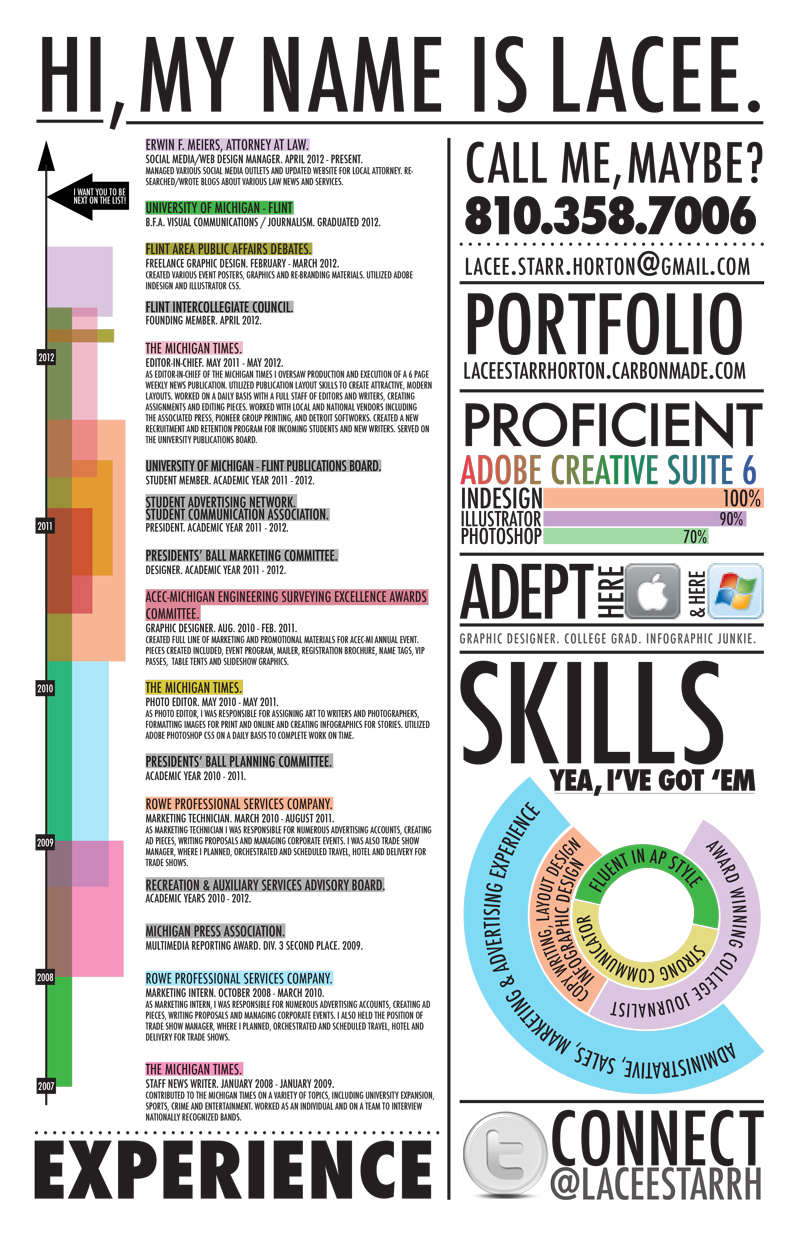 HI, MY NAME IS LACEE.
I WANT YOU TO BE
NEXT ON THE LIST!
2012
2011
2010
2009
2008
2007
ERWIN F. MEIERS, ATTORNEY AT LAW.
SOCIAL MEDIA/WEB DESIGN MANAGER. APRIL 2012 - PRESENT.
MANAGED VARIOUS SOCIAL MEDIA OUTLETS AND UPDATED WEBSITE FOR LOCAL ATTORNEY. RE-
SEARCHED/WROTE BLOGS ABOUT VARIOUS LAW NEWS AND SERVICES.
UNIVERSITY OF MICHIGAN - FLINT
B.F.A. VISUAL COMMUNICATIONS / JOURNALISM. GRADUATED 2012.
FLINT AREA PUBLIC AFFAIRS DEBATES.
FREELANCE GRAPHIC DESIGN. FEBRUARY - MARCH 2012.
CREATED VARIOUS EVENT POSTERS, GRAPHICS AND RE-BRANDING MATERIALS. UTILIZED ADOBE
INDESIGN AND ILLUSTRATOR CS5.
FLINT INTERCOLLEGIATE COUNCIL.
FOUNDING MEMBER. APRIL 2012.
THE MICHIGAN TIMES.
EDITOR-IN-CHIEF. MAY 2011 - MAY 2012.
AS EDITOR-IN-CHIEF OF THE MICHIGAN TIMES I OVERSAW PRODUCTION AND EXECUTION OF A 6 PAGE
WEEKLY NEWS PUBLICATION. UTILIZED PUBLICATION LAYOUT SKILLS TO CREATE ATTRACTIVE, MODERN
LAYOUTS. WORKED ON A DAILY BASIS WITH A FULL STAFF OF EDITORS AND WRITERS, CREATING
ASSIGNMENTS AND EDITING PIECES. WORKED WITH LOCAL AND NATIONAL VENDORS INCLUDING
THE ASSOCIATED PRESS, PIONEER GROUP PRINTING, AND DETROIT SOFTWORKS. CREATED A NEW
RECRUITMENT AND RETENTION PROGRAM FOR INCOMING STUDENTS AND NEW WRITERS. SERVED ON
THE UNIVERSITY PUBLICATIONS BOARD.
UNIVERSITY OF MICHIGAN - FLINT PUBLICATIONS BOARD.
STUDENT MEMBER. ACADEMIC YEAR 2011 - 2012.
STUDENT ADVERTISING NETWORK.
STUDENT COMMUNICATION ASSOCIATION.
PRESIDENT. ACADEMIC YEAR 2011 - 2012.
PRESIDENTS' BALL MARKETING COMMITTEE.
DESIGNER. ACADEMIC YEAR 2011 - 2012.
ACEC-MICHIGAN ENGINEERING SURVEYING EXCELLENCE AWARDS
COMMITTEE.
GRAPHIC DESIGNER. AUG. 2010 - FEB. 2011.
CREATED FULL LINE OF MARKETING AND PROMOTIONAL MATERIALS FOR ACEC-MI ANNUAL EVENT.
PIECES CREATED INCLUDED, EVENT PROGRAM, MAILER, REGISTRATION BROCHURE, NAME TAGS, VIP
PASSES, TABLE TENTS AND SLIDESHOW GRAPHICS.
THE MICHIGAN TIMES.
PHOTO EDITOR. MAY 2010 - MAY 2011.
AS PHOTO EDITOR, I WAS RESPONSIBLE FOR ASSIGNING ART TO WRITERS AND PHOTOGRAPHERS,
FORMATTING IMAGES FOR PRINT AND ONLINE AND CREATING INFOGRAPHICS FOR STORIES. UTILIZED
ADOBE PHOTOSHOP CS5 ON A DAILY BASIS TO COMPLETE WORK ON TIME.
PRESIDENTS' BALL PLANNING COMMITTEE.
ACADEMIC YEAR 2010 - 2011.
ROWE PROFESSIONAL SERVICES COMPANY.
MARKETING TECHNICIAN. MARCH 2010 - AUGUST 2011.
AS MARKETING TECHNICIAN I WAS RESPONSIBLE FOR NUMEROUS ADVERTISING ACCOUNTS, CREATING
AD PIECES, WRITING PROPOSALS AND MANAGING CORPORATE EVENTS. I WAS ALSO TRADE SHOW
MANAGER, WHERE I PLANNED, ORCHESTRATED AND SCHEDULED TRAVEL, HOTEL AND DELIVERY FOR
TRADE SHOWS.
RECREATION & AUXILIARY SERVICES ADVISORY BOARD.
ACADEMIC YEARS 2010 - 2012.
MICHIGAN PRESS ASSOCIATION.
MULTIMEDIA REPORTING AWARD. DIV. 3 SECOND PLACE. 2009.
ROWE PROFESSIONAL SERVICES COMPANY.
MARKETING INTERN. OCTOBER 2008 - MARCH 2010.
AS MARKETING INTERN, I WAS RESPONSIBLE FOR NUMEROUS ADVERTISING ACCOUNTS, CREATING AD
PIECES, WRITING PROPOSALS AND MANAGING CORPORATE EVENTS. I ALSO HELD THE POSITION OF
TRADE SHOW MANAGER, WHERE I PLANNED, ORCHESTRATED AND SCHEDULED TRAVEL, HOTEL AND
DELIVERY FOR TRADE SHOWS.
THE MICHIGAN TIMES.
STAFF NEWS WRITER. JANUARY 2008 - JANUARY 2009.
CONTRIBUTED TO THE MICHIGAN TIMES ON A VARIETY OF TOPICS, INCLUDING UNIVERSITY EXPANSION,
SPORTS, CRIME AND ENTERTAINMENT. WORKED AS AN INDIVIDUAL AND ON A TEAM TO INTERVIEW
NATIONALLY RECOGNIZED BANDS.
EXPERIENCE
CALL ME, MAYBE?
810.358.7006
LACEE.STARR.HORTON@GMAIL.COM
PORTFOLIO
LACEESTARRHORTON.CARBONMADE.COM
PROFICIENT
ADOBE CREATIVE SUITE 6
INDESIGN 100%
ILLUSTRATOR 90%
PHOTOSHOP 70%
ADEPT HERE & HERE
GRAPHIC DESIGNER. COLLEGE GRAD. INFOGRAPHIC JUNKIE.
SKILLS
YEA, I'VE GOT 'EM
ADMINISTRATIVE, SALES, MARKETING & ADVERTISING EXPERIENCE
COPY WRITING, LAYOUT DESIGN
INFOGRAPHIC DESIGN
FLUENT IN AP STYLE
STRONG COMMUNICATOR
AWARD WINNING COLLEGE JOURNALIST
t
CONNECT
@LACEESTARRH